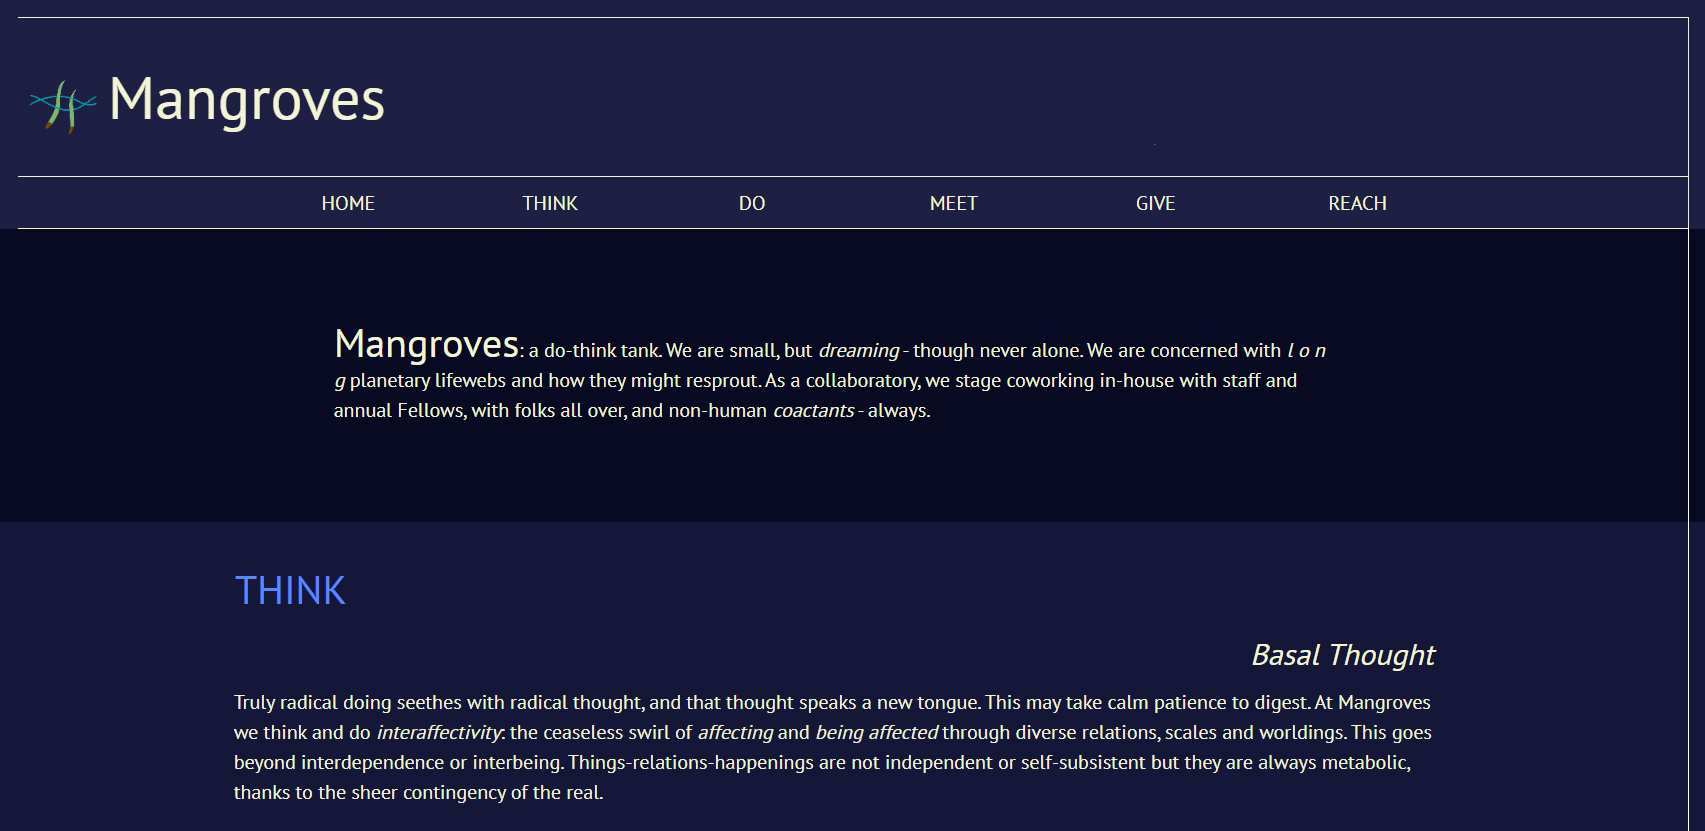 Mangroves
HOME THINK DO MEET GIVE REACH
Mangroves: a do-think tank. We are small, but dreaming - though never alone. We are concerned with l o n
g planetary lifewebs and how they might resprout. As a collaboratory, we stage coworking in-house with staff and
annual Fellows, with folks all over, and non-human coactants - always.
THINK
Basal Thought
Truly radical doing seethes with radical thought, and that thought speaks a new tongue. This may take calm patience to digest. At Mangroves
we think and do interaffectivity: the ceaseless swirl of affecting and being affected through diverse relations, scales and worldings. This goes
beyond interdependence or interbeing. Things-relations-happenings are not independent or self-subsistent but they are always metabolic,
thanks to the sheer contingency of the real.